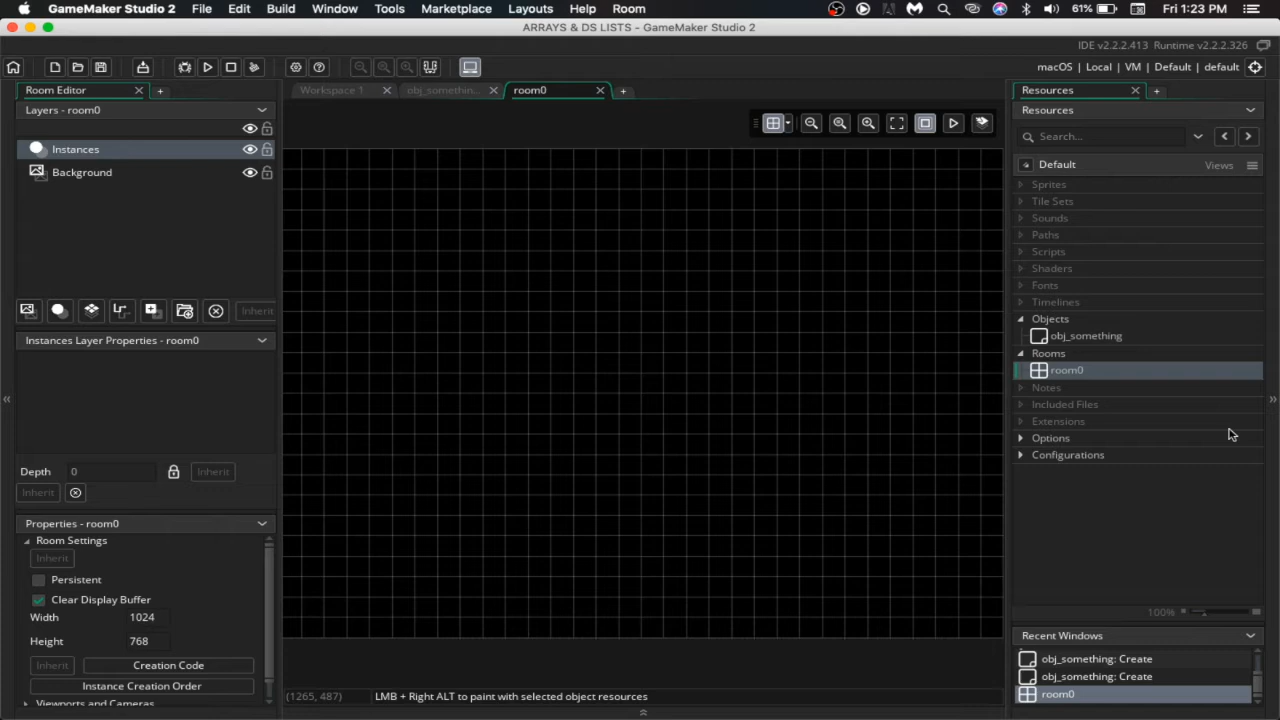 GameMaker Studio 2 File Edit Build Window Tools Marketplace Layouts Help Room 61% Fri 1:23 PM
ARRAYS & DS LISTS - GameMaker Studio 2
IDE v2.2.2.413 Runtime v2.2.2.326
macOS | Local | VM | Default | default
Room Editor
Workspace 1
obj_somethin...
room0
Resources
Layers - room0
Resources
Search...
Instances
Background
Default
Views
Sprites
Tile Sets
Sounds
Paths
Scripts
Shaders
Fonts
Timelines
Objects
obj_something
Rooms
room0
Notes
Included Files
Extensions
Options
Configurations
Inherit
Instances Layer Properties - room0
Depth 0 Inherit
Inherit
Properties - room0
Room Settings
Inherit
Persistent
Clear Display Buffer
Width 1024
Height 768
Inherit Creation Code
Instance Creation Order
Viewports and Cameras
(1265, 487) LMB + Right ALT to paint with selected object resources
100%
Recent Windows
obj_something: Create
obj_something: Create
room0